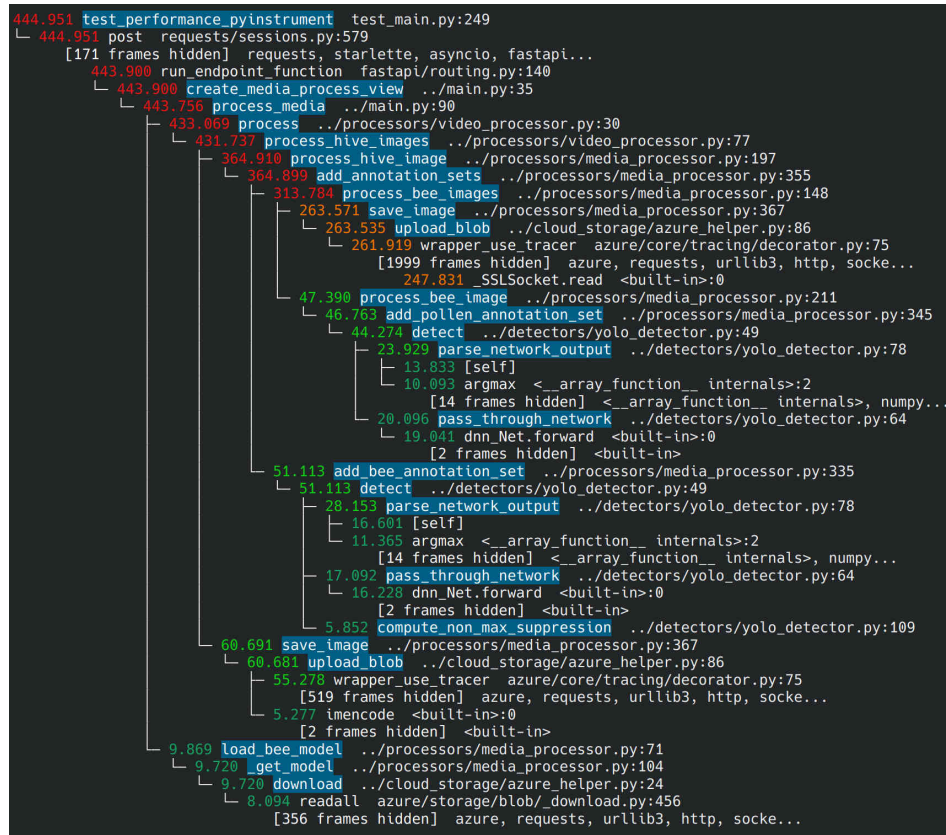 444.951 test_performance_pyinstrument  test_main.py:249
└─ 444.951 post  requests/sessions.py:579
[171 frames hidden]  requests, starlette, asyncio, fastapi...
443.900 run_endpoint_function  fastapi/routing.py:140
└─ 443.900 create_media_process_view  ../main.py:35
└─ 443.756 process_media  ../main.py:90
├─ 433.069 process  ../processors/video_processor.py:30
│  └─ 431.737 process_hive_images  ../processors/video_processor.py:77
│     ├─ 364.910 process_hive_image  ../processors/media_processor.py:197
│     │  └─ 364.899 add_annotation_sets  ../processors/media_processor.py:355
│     │     ├─ 313.784 process_bee_images  ../processors/media_processor.py:148
│     │     │  ├─ 263.571 save_image  ../processors/media_processor.py:367
│     │     │  │  └─ 263.535 upload_blob  ../cloud_storage/azure_helper.py:86
│     │     │  │     └─ 261.919 wrapper_use_tracer  azure/core/tracing/decorator.py:75
│     │     │  │           [1999 frames hidden]  azure, requests, urllib3, http, socke...
│     │     │  │              247.831 _SSLSocket.read  <built-in>:0
│     │     │  └─ 47.390 process_bee_image  ../processors/media_processor.py:211
│     │     │     └─ 46.763 add_pollen_annotation_set  ../processors/media_processor.py:345
│     │     │        └─ 44.274 detect  ../detectors/yolo_detector.py:49
│     │     │           ├─ 23.929 parse_network_output  ../detectors/yolo_detector.py:78
│     │     │           │  ├─ 13.833 [self]
│     │     │           │  └─ 10.093 argmax  <__array_function__ internals>:2
│     │     │           │        [14 frames hidden]  <__array_function__ internals>, numpy...
│     │     │           └─ 20.096 pass_through_network  ../detectors/yolo_detector.py:64
│     │     │              └─ 19.041 dnn_Net.forward  <built-in>:0
│     │     │                    [2 frames hidden]  <built-in>
│     │     └─ 51.113 add_bee_annotation_set  ../processors/media_processor.py:335
│     │        └─ 51.113 detect  ../detectors/yolo_detector.py:49
│     │           ├─ 28.153 parse_network_output  ../detectors/yolo_detector.py:78
│     │           │  ├─ 16.601 [self]
│     │           │  └─ 11.365 argmax  <__array_function__ internals>:2
│     │           │        [14 frames hidden]  <__array_function__ internals>, numpy...
│     │           ├─ 17.092 pass_through_network  ../detectors/yolo_detector.py:64
│     │           │  └─ 16.228 dnn_Net.forward  <built-in>:0
│     │           │        [2 frames hidden]  <built-in>
│     │           └─ 5.852 compute_non_max_suppression  ../detectors/yolo_detector.py:109
│     └─ 60.691 save_image  ../processors/media_processor.py:367
│        └─ 60.681 upload_blob  ../cloud_storage/azure_helper.py:86
│           ├─ 55.278 wrapper_use_tracer  azure/core/tracing/decorator.py:75
│           │     [519 frames hidden]  azure, requests, urllib3, http, socke...
│           └─ 5.277 imencode  <built-in>:0
│                 [2 frames hidden]  <built-in>
└─ 9.869 load_bee_model  ../processors/media_processor.py:71
└─ 9.720 _get_model  ../processors/media_processor.py:104
└─ 9.720 download  ../cloud_storage/azure_helper.py:24
└─ 8.094 readall  azure/storage/blob/_download.py:456
[356 frames hidden]  azure, requests, urllib3, http, socke...